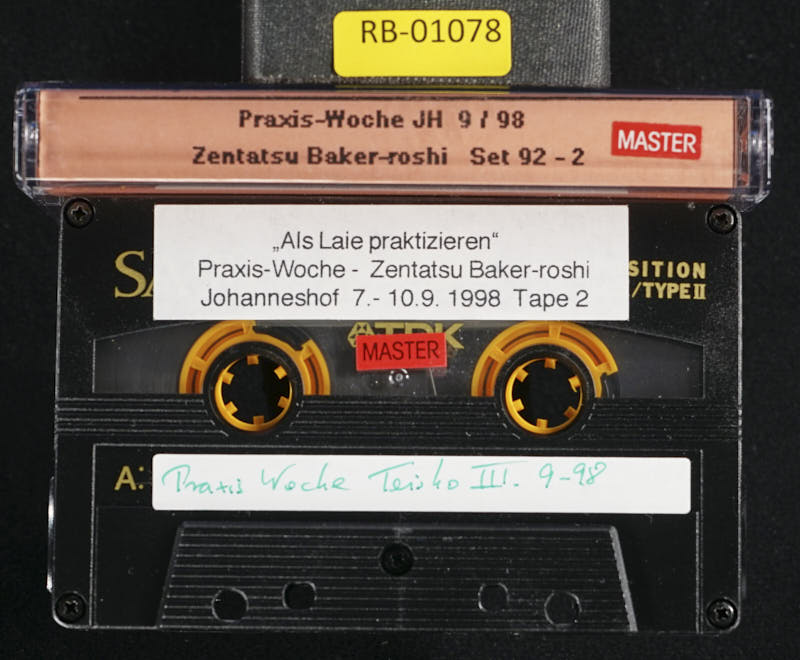 RB-01078
Praxis-Woche JH 9 / 98
Zentatsu Baker-roshi Set 92 - 2
MASTER
„Als Laie praktizieren“
Praxis-Woche - Zentatsu Baker-roshi
Johanneshof 7.- 10.9. 1998 Tape 2
SA
SITION
/TYPE II
TDK
MASTER
A:
Praxis Woche Teisho III. 9-98